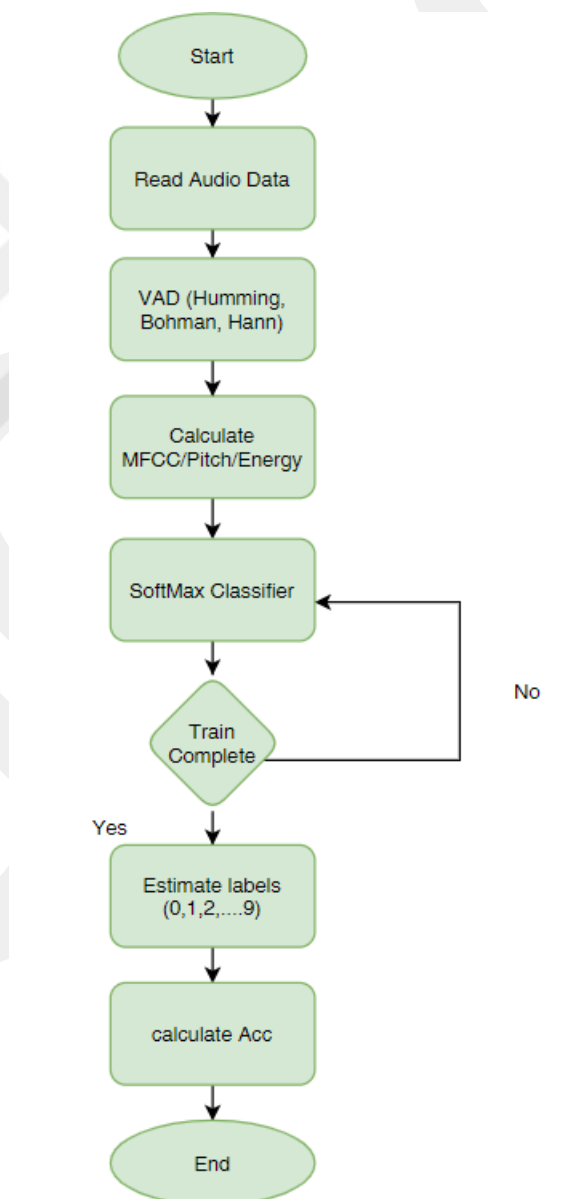 Start
Read Audio Data
VAD (Humming,
Bohman, Hann)
Calculate
MFCC/Pitch/Energy
SoftMax Classifier
No
Train
Complete
Yes
Estimate labels
(0,1,2,....9)
calculate Acc
End